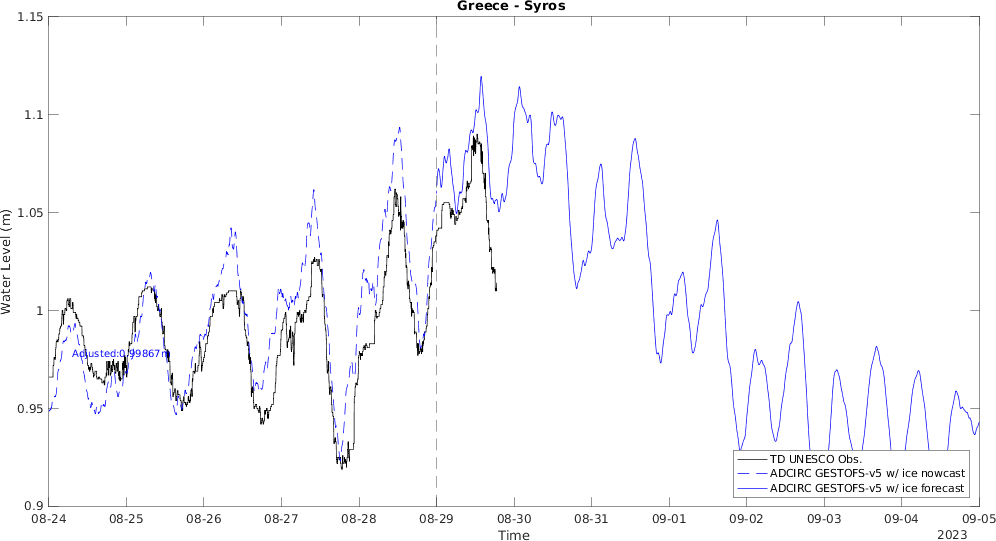 Greece - Syros
Water Level (m)
1.15
1.1
1.05
1
0.95
0.9
Adjusted:0.99867m
TD UNESCO Obs.
ADCIRC GESTOFS-v5 w/ ice nowcast
ADCIRC GESTOFS-v5 w/ ice forecast
08-24 08-25 08-26 08-27 08-28 08-29 08-30 08-31 09-01 09-02 09-03 09-04 09-05
Time
2023